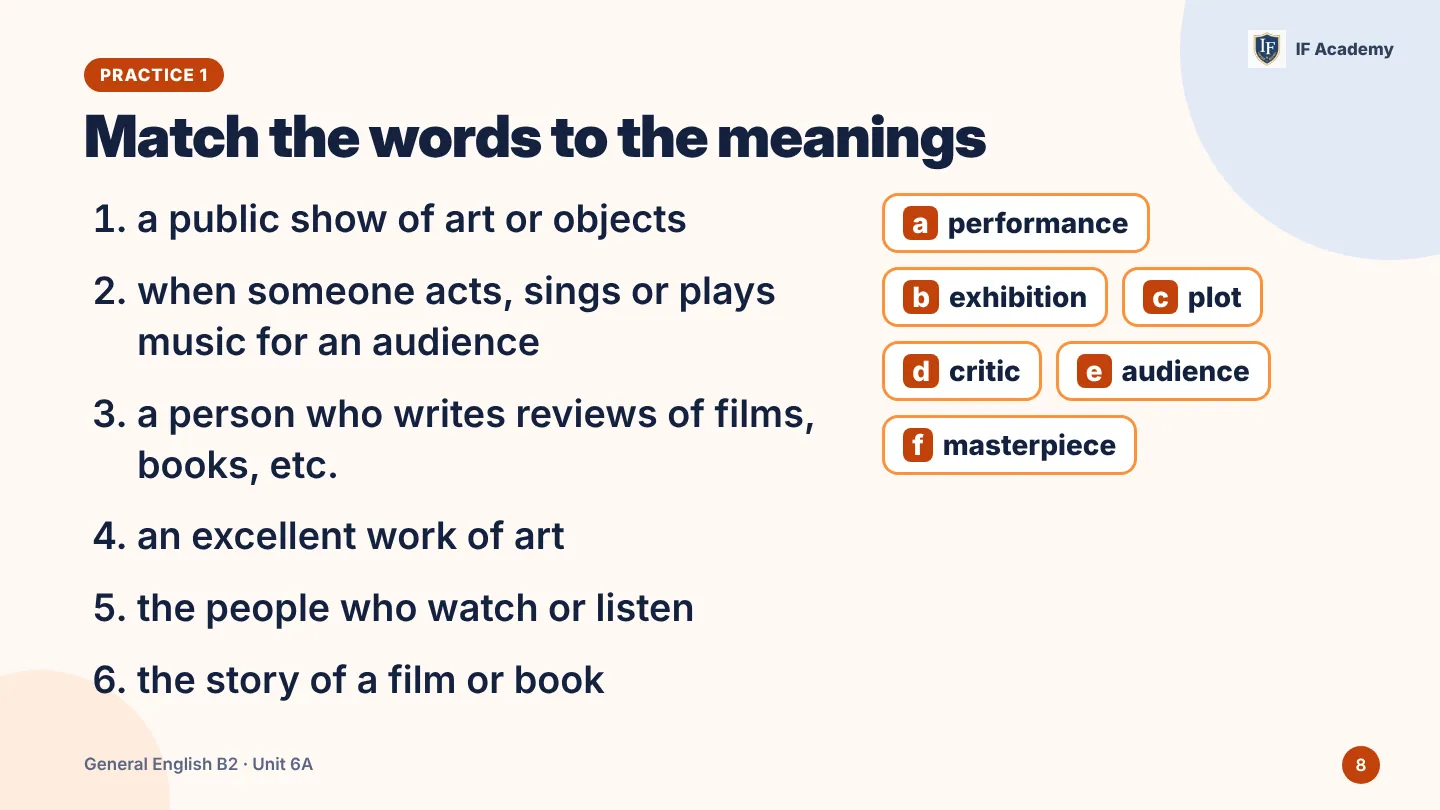 IF
IF Academy
PRACTICE 1
Match the words to the meanings
1. a public show of art or objects
2. when someone acts, sings or plays
music for an audience
3. a person who writes reviews of films,
books, etc.
4. an excellent work of art
5. the people who watch or listen
6. the story of a film or book
a performance
b exhibition c plot
d critic e audience
f masterpiece
General English B2 · Unit 6A
8